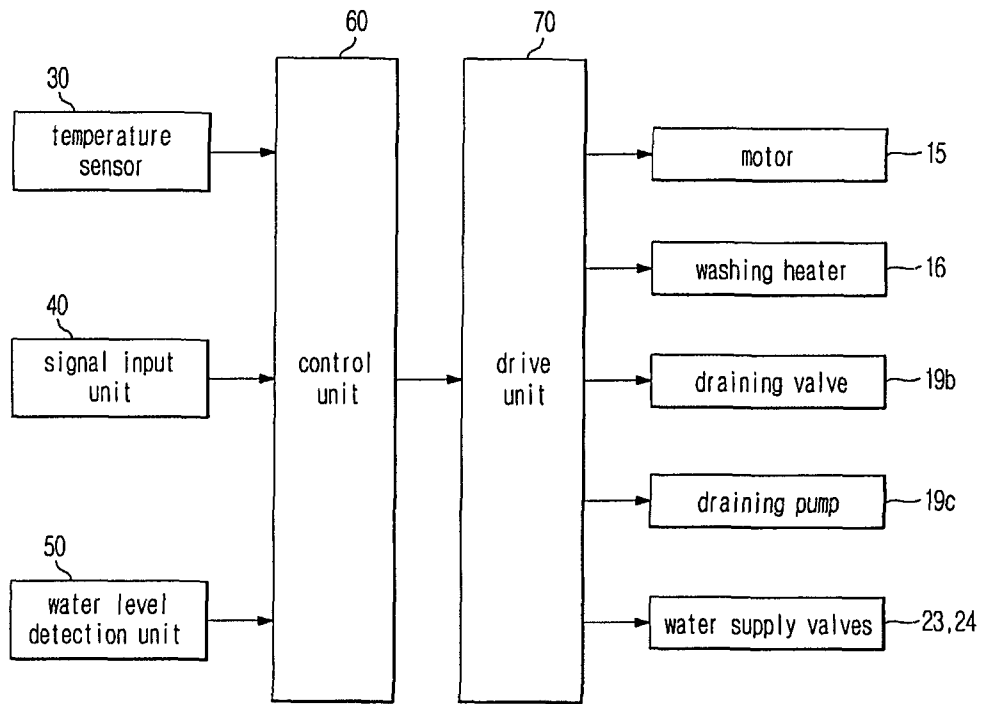 60
70
30
temperature
sensor
motor
15
washing heater
16
40
signal input
unit
control
unit
drive
unit
draining valve
19b
draining pump
19c
50
water level
detection unit
water supply valves
23,24